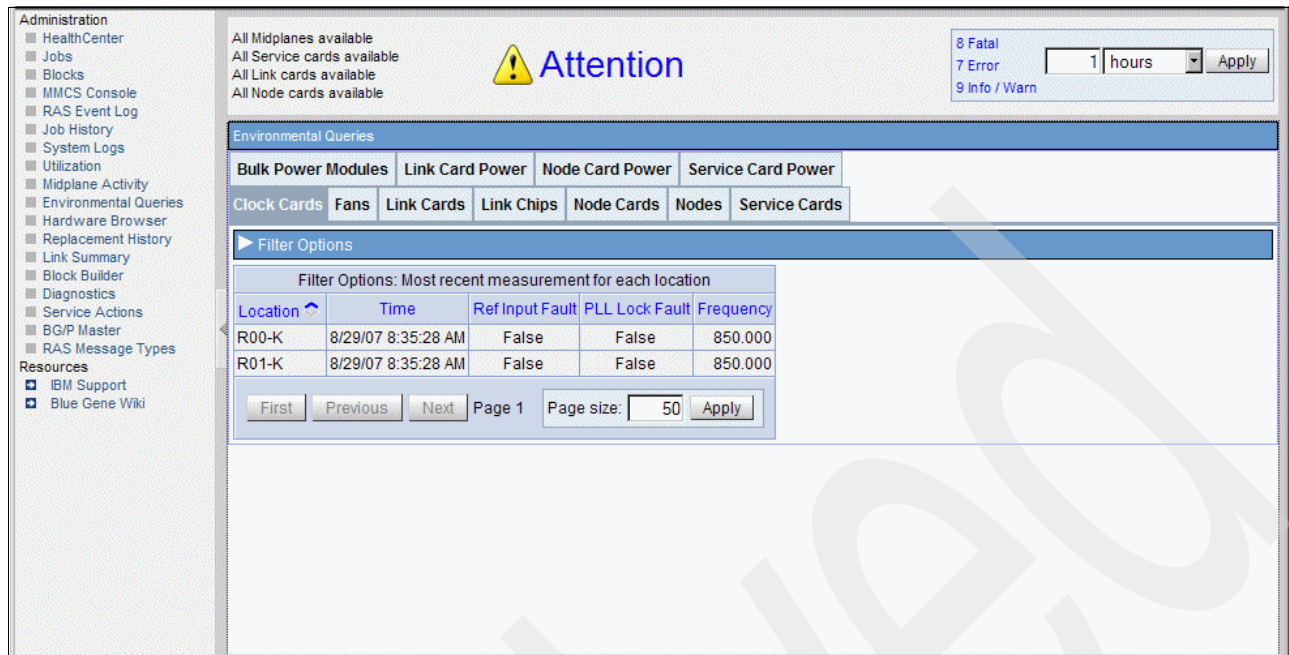 Administration
HealthCenter
Jobs
Blocks
MMCS Console
RAS Event Log
Job History
System Logs
Utilization
Midplane Activity
Environmental Queries
Hardware Browser
Replacement History
Link Summary
Block Builder
Diagnostics
Service Actions
BG/P Master
RAS Message Types
Resources
IBM Support
Blue Gene Wiki
All Midplanes available
All Service cards available
All Link cards available
All Node cards available
Attention
8 Fatal
7 Error
9 Info / Warn
1 hours Apply
Environmental Queries
Bulk Power Modules Link Card Power Node Card Power Service Card Power
Clock Cards Fans Link Cards Link Chips Node Cards Nodes Service Cards
Filter Options
Filter Options: Most recent measurement for each location
Location Time Ref Input Fault PLL Lock Fault Frequency
R00-K 8/29/07 8:35:28 AM False False 850.000
R01-K 8/29/07 8:35:28 AM False False 850.000
First Previous Next Page 1 Page size: 50 Apply